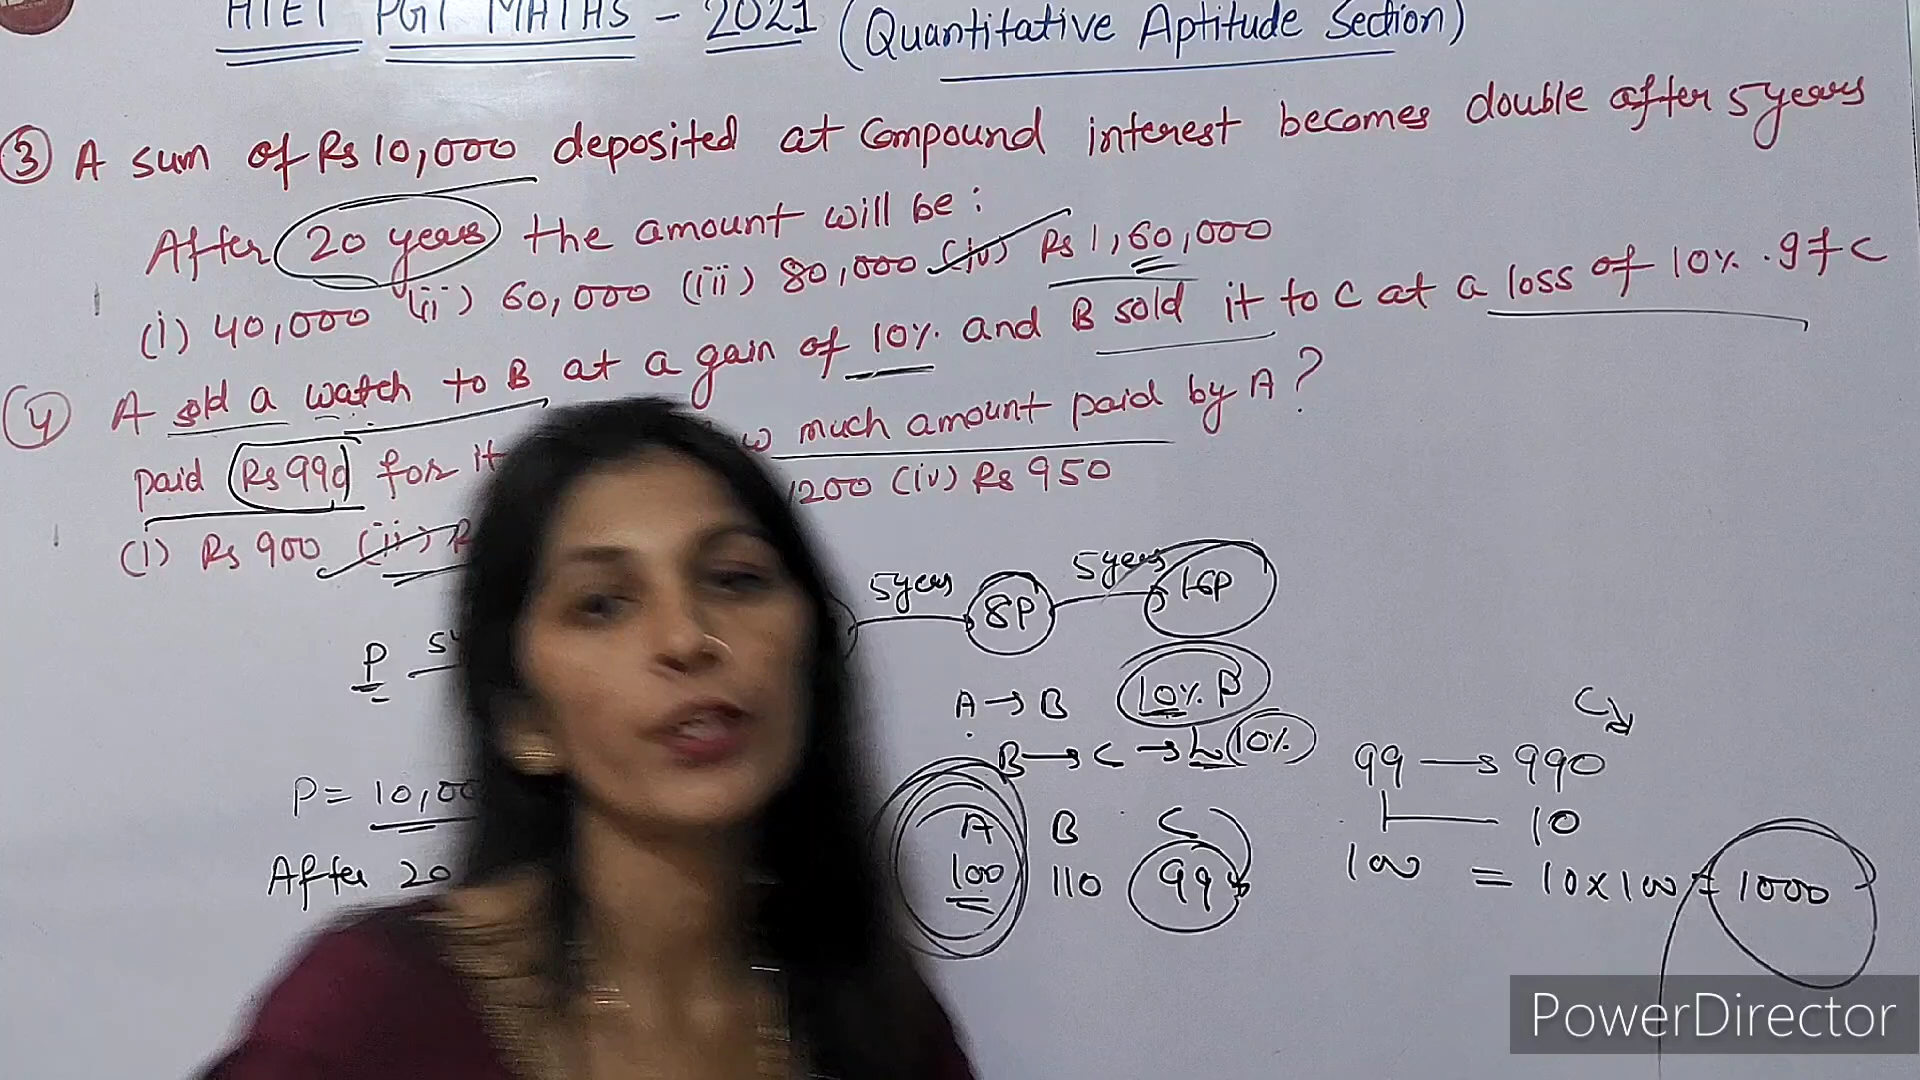 HTET PGT MATHS - 2021 (Quantitative Aptitude Section)
③ A sum of Rs 10,000 deposited at Compound interest becomes double after 5 years
After 20 years the amount will be :
(i) 40,000 (ii) 60,000 (iii) 80,000 (iv) Rs 1,60,000
④ A sold a watch to B at a gain of 10% and B sold it to C at a loss of 10%. If C
paid Rs 990 for it much amount paid by A ?
(i) Rs 900 (ii) 1200 (iv) Rs 950
P 5 years 8P 5 years 16P
A → B 10% P
B → C → L 10%
P = 10,00
After 20
A B C
100 110 99
C
99 → 990
10
100 = 10 x 100 = 1000
PowerDirector